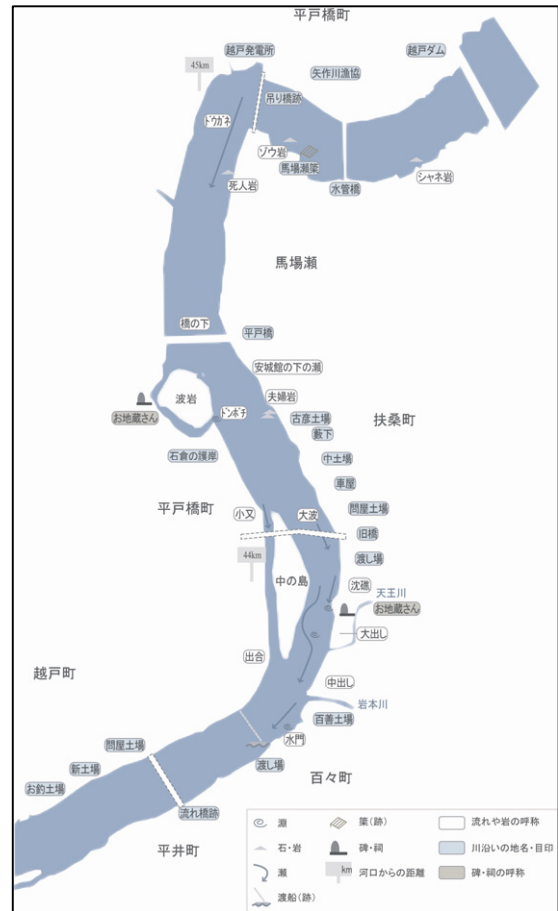 平戸橋町
越戸発電所
越戸ダム
45km
矢作川漁協
吊り橋跡
ドウガネ
ゾウ岩
馬場瀬簗
死人岩
水管橋
シャネ岩
馬場瀬
橋の下
平戸橋
安城館の下の瀬
波岩
夫婦岩
お地蔵さん
ドンボチ
古彦土場
扶桑町
藪下
石倉の護岸
中土場
車屋
平戸橋町
問屋土場
小又
大波
旧橋
44km
渡し場
中の島
沈礁
天王川
お地蔵さん
大出し
出合
越戸町
中出し
岩本川
百善土場
問屋土場
水門
新土場
渡し場
百々町
お釣土場
流れ橋跡
平井町
淵
簗(跡)
流れや岩の呼称
石・岩
碑・祠
川沿いの地名・目印
瀬
km
河口からの距離
碑・祠の呼称
渡船(跡)